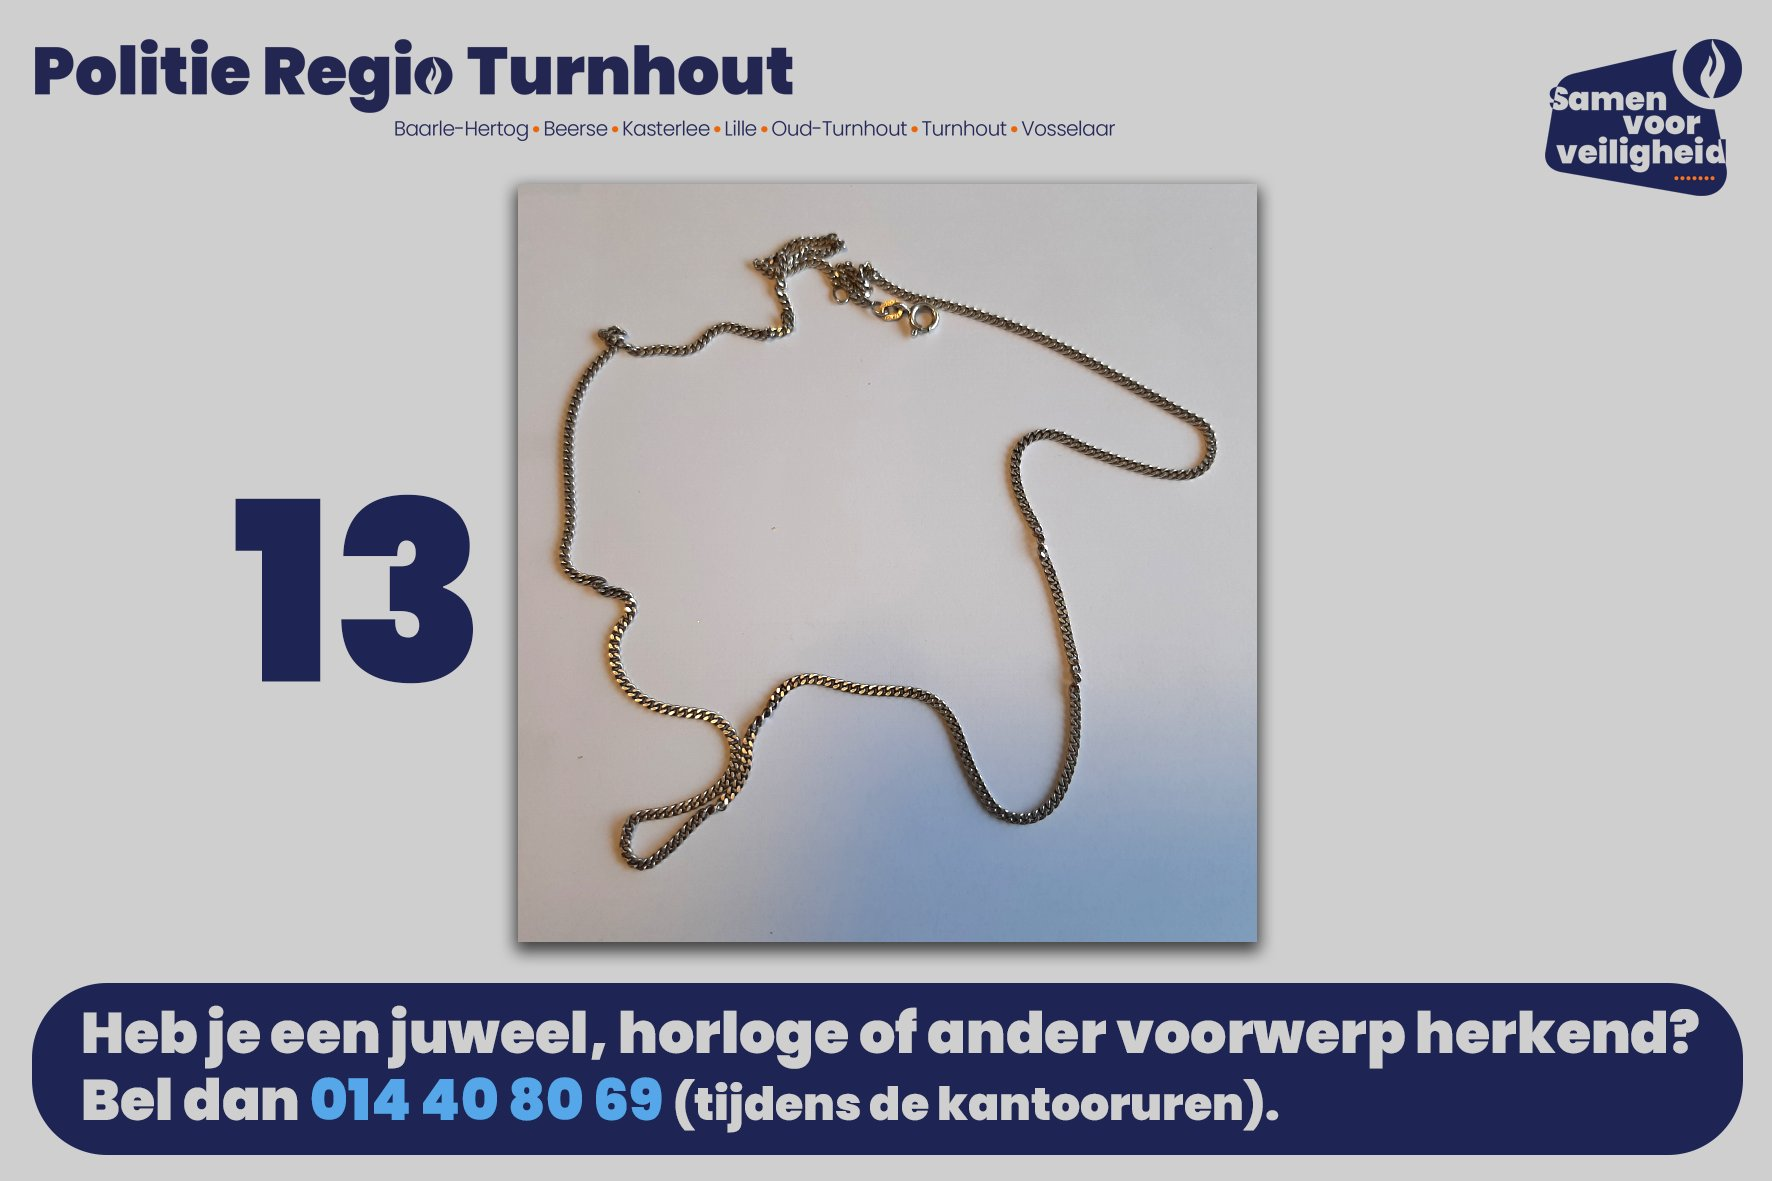 Politie Regio Turnhout
Baarle-Hertog • Beerse • Kasterlee • Lille • Oud-Turnhout • Turnhout • Vosselaar
Samen
voor
veiligheid
13
Heb je een juweel, horloge of ander voorwerp herkend?
Bel dan 014 40 80 69 (tijdens de kantooruren).